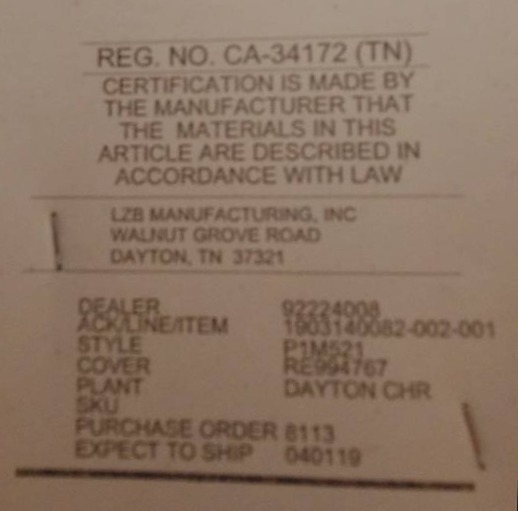 REG. NO. CA-34172 (TN)
CERTIFICATION IS MADE BY
THE MANUFACTURER THAT
THE MATERIALS IN THIS
ARTICLE ARE DESCRIBED IN
ACCORDANCE WITH LAW
LZB MANUFACTURING, INC
WALNUT GROVE ROAD
DAYTON, TN 37321
DEALER 92224008
ACK/LINE/ITEM 1903140082-002-001
STYLE P1M521
COVER RE994767
PLANT DAYTON CHR
SKU
PURCHASE ORDER 8113
EXPECT TO SHIP 040119